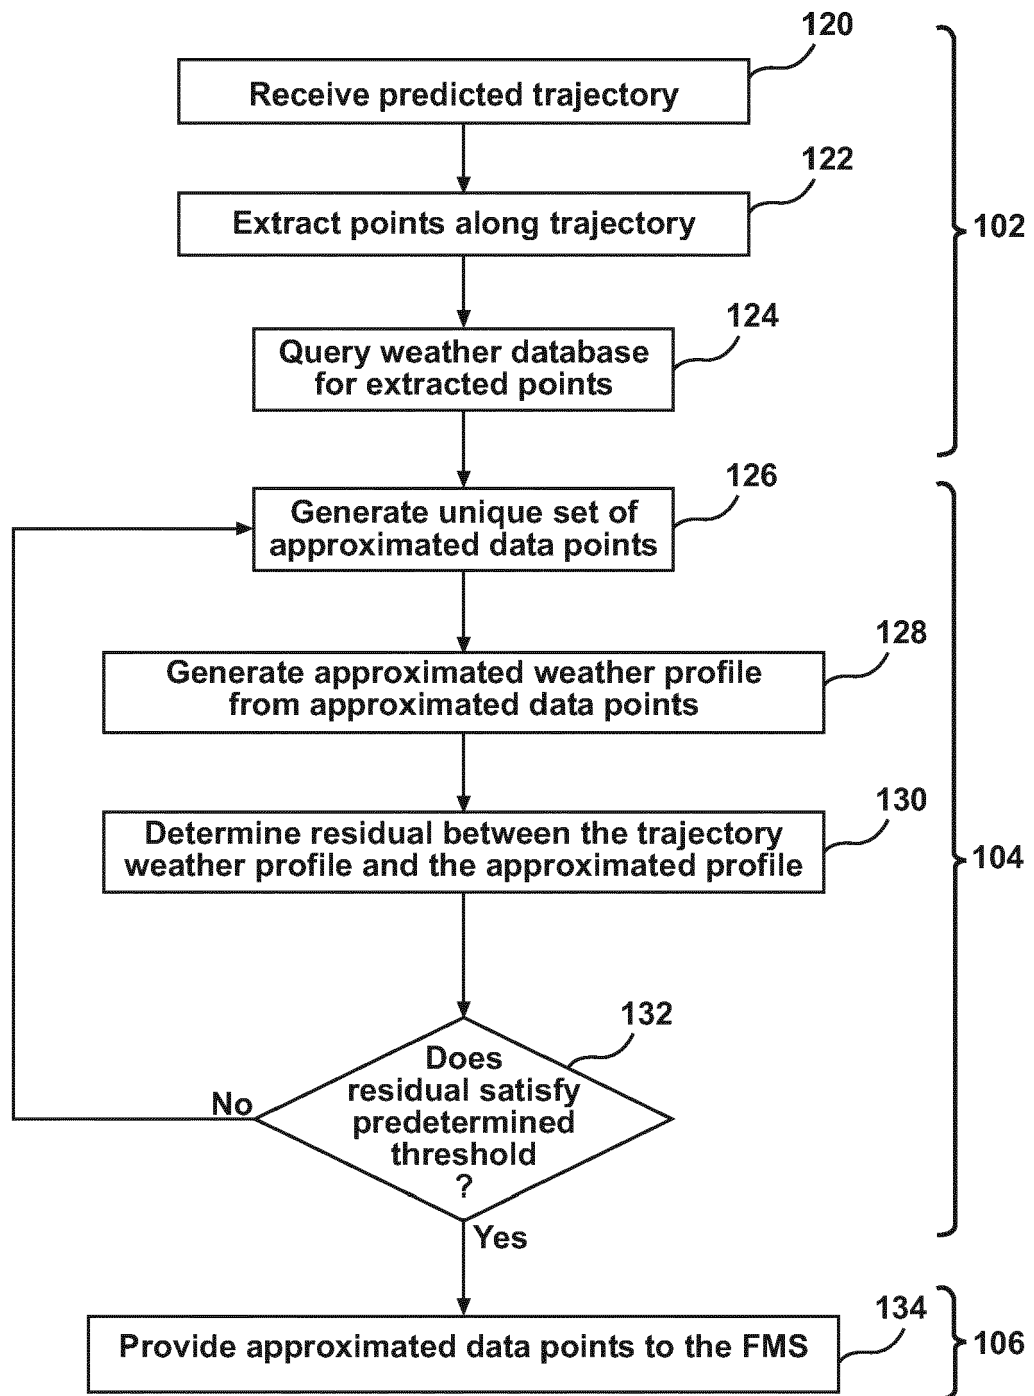 120
Receive predicted trajectory
122
Extract points along trajectory
102
124
Query weather database
for extracted points
126
Generate unique set of
approximated data points
128
Generate approximated weather profile
from approximated data points
130
Determine residual between the trajectory
weather profile and the approximated profile
104
132
Does
residual satisfy
predetermined
threshold
?
No
Yes
134
Provide approximated data points to the FMS
106